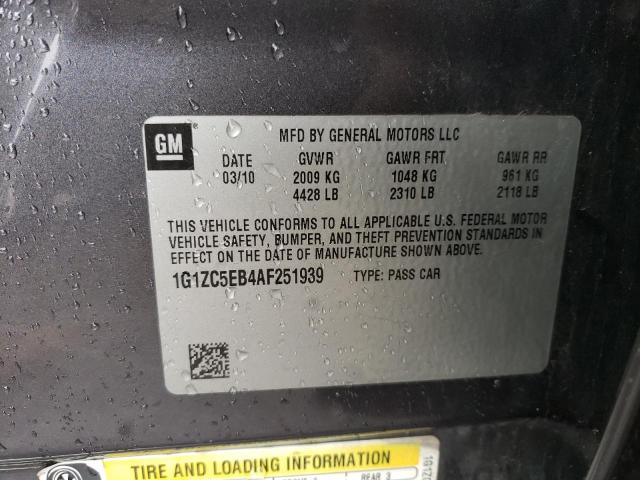 GM
MFD BY GENERAL MOTORS LLC
DATE GVWR GAWR FRT GAWR RR
03/10 2009 KG 1048 KG 961 KG
4428 LB 2310 LB 2118 LB
THIS VEHICLE CONFORMS TO ALL APPLICABLE U.S. FEDERAL MOTOR
VEHICLE SAFETY, BUMPER, AND THEFT PREVENTION STANDARDS IN
EFFECT ON THE DATE OF MANUFACTURE SHOWN ABOVE.
1G1ZC5EB4AF251939 TYPE: PASS CAR
TIRE AND LOADING INFORMATION
REAR 3